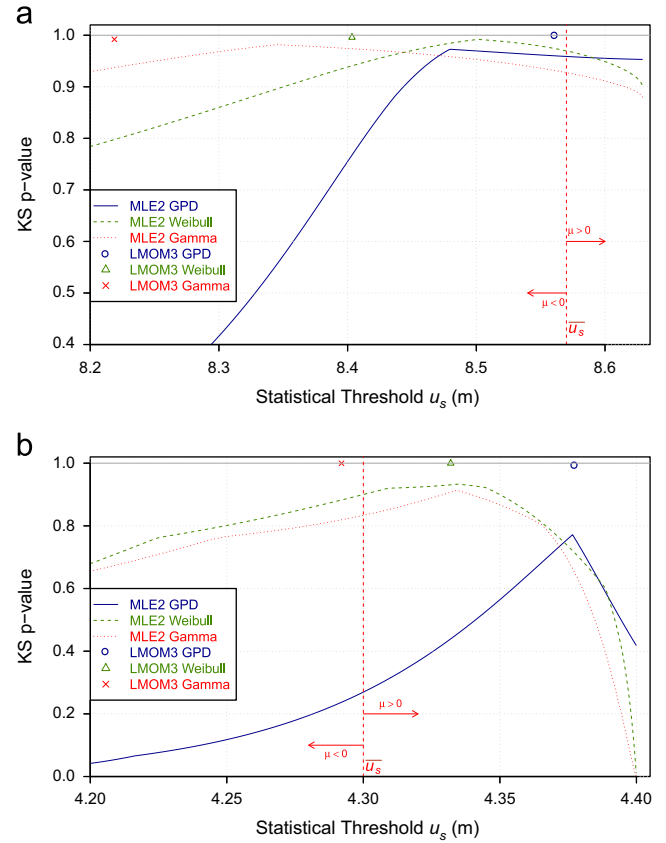 a
1.0
0.9
0.8
0.7
0.6
0.5
0.4
KS p−value
MLE2 GPD
MLE2 Weibull
MLE2 Gamma
LMOM3 GPD
LMOM3 Weibull
LMOM3 Gamma
μ > 0
μ < 0
u_s
8.2 8.3 8.4 8.5 8.6
Statistical Threshold u_s (m)
b
1.0
0.8
0.6
0.4
0.2
0.0
KS p−value
MLE2 GPD
MLE2 Weibull
MLE2 Gamma
LMOM3 GPD
LMOM3 Weibull
LMOM3 Gamma
μ > 0
μ < 0
u_s
4.20 4.25 4.30 4.35 4.40
Statistical Threshold u_s (m)